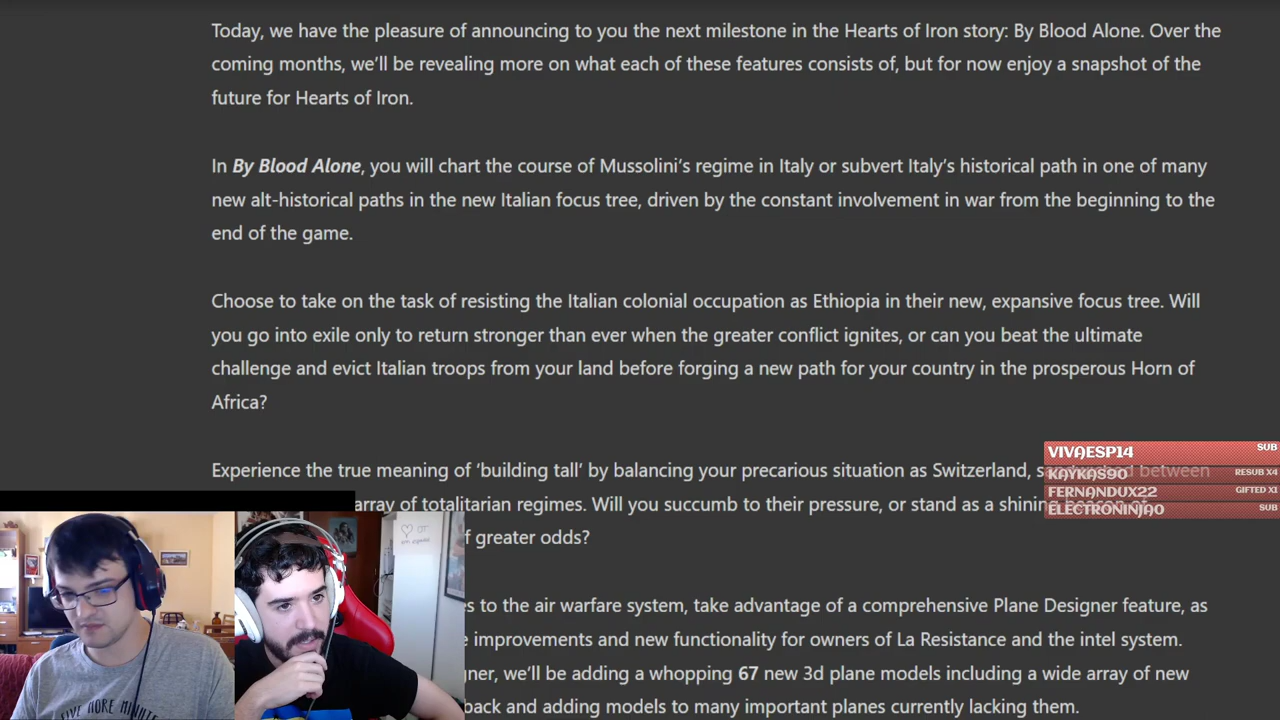 Today, we have the pleasure of announcing to you the next milestone in the Hearts of Iron story: By Blood Alone. Over the
coming months, we'll be revealing more on what each of these features consists of, but for now enjoy a snapshot of the
future for Hearts of Iron.
In By Blood Alone, you will chart the course of Mussolini's regime in Italy or subvert Italy's historical path in one of many
new alt-historical paths in the new Italian focus tree, driven by the constant involvement in war from the beginning to the
end of the game.
Choose to take on the task of resisting the Italian colonial occupation as Ethiopia in their new, expansive focus tree. Will
you go into exile only to return stronger than ever when the greater conflict ignites, or can you beat the ultimate
challenge and evict Italian troops from your land before forging a new path for your country in the prosperous Horn of
Africa?
Experience the true meaning of 'building tall' by balancing your precarious situation as Switzerland, between
array of totalitarian regimes. Will you succumb to their pressure, or stand as a shining
f greater odds?
es to the air warfare system, take advantage of a comprehensive Plane Designer feature, as
improvements and new functionality for owners of La Resistance and the intel system.
gner, we'll be adding a whopping 67 new 3d plane models including a wide array of new
back and adding models to many important planes currently lacking them.
VIVAESP14 SUB
KAYKAS90 RESUB X4
FERNANDUX22 GIFTED X1
ELECTRONINJA0 SUB